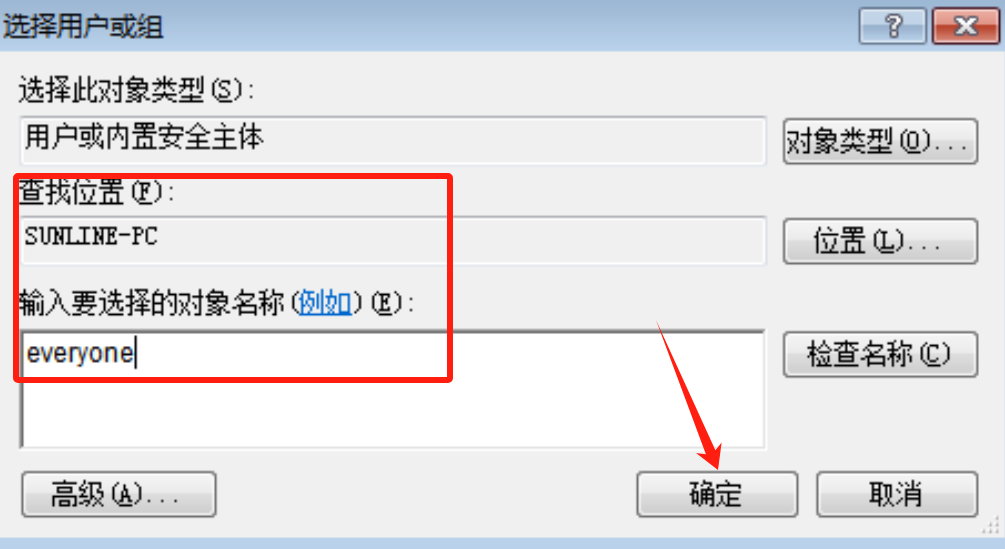 选择用户或组
选择此对象类型(S):
用户或内置安全主体
对象类型(O)...
查找位置(F):
SUNLINE-PC
位置(L)...
输入要选择的对象名称(例如)(E):
everyone
检查名称(C)
高级(A)...
确定
取消